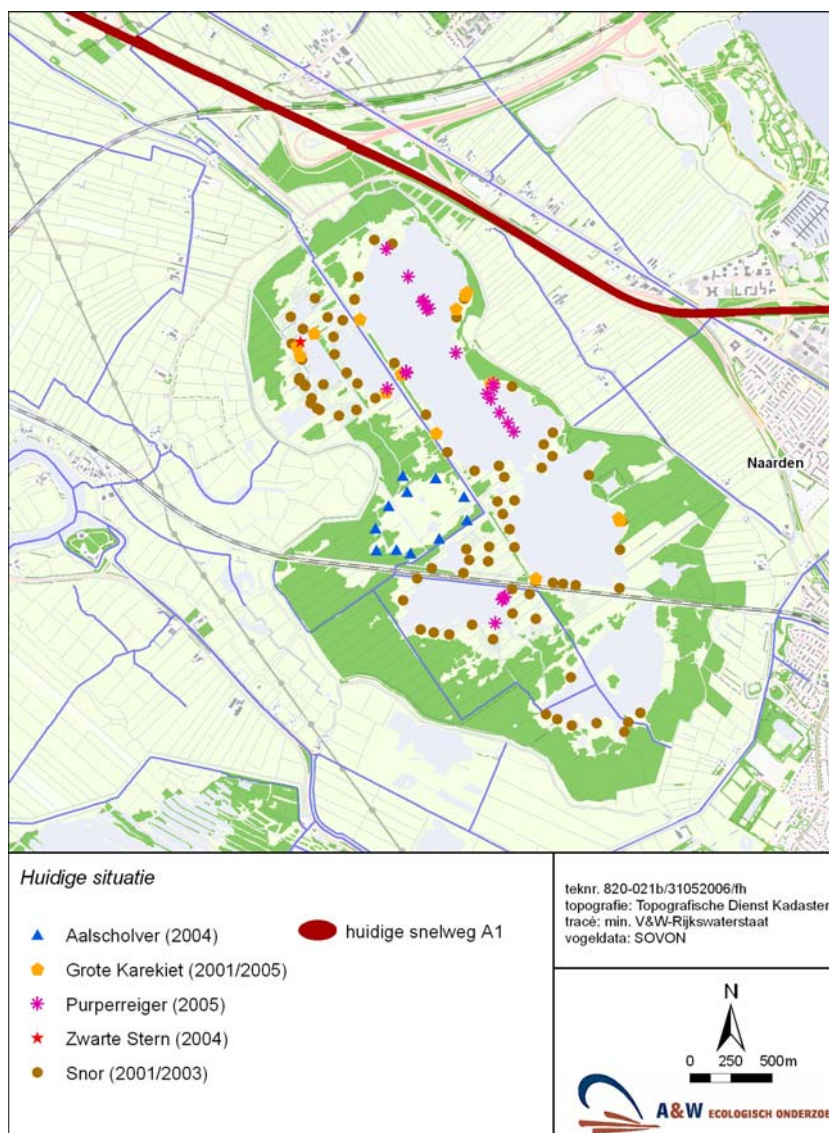 Naarden
Huidige situatie
Aalscholver (2004)
Grote Karekiet (2001/2005)
Purperreiger (2005)
Zwarte Stern (2004)
Snor (2001/2003)
huidige snelweg A1
teknr. 820-021b/31052006/fh
topografie: Topografische Dienst Kadaster
tracé: min. V&W-Rijkswaterstaat
vogeldata: SOVON
N
0 250 500m
A&W ECOLOGISCH ONDERZOE